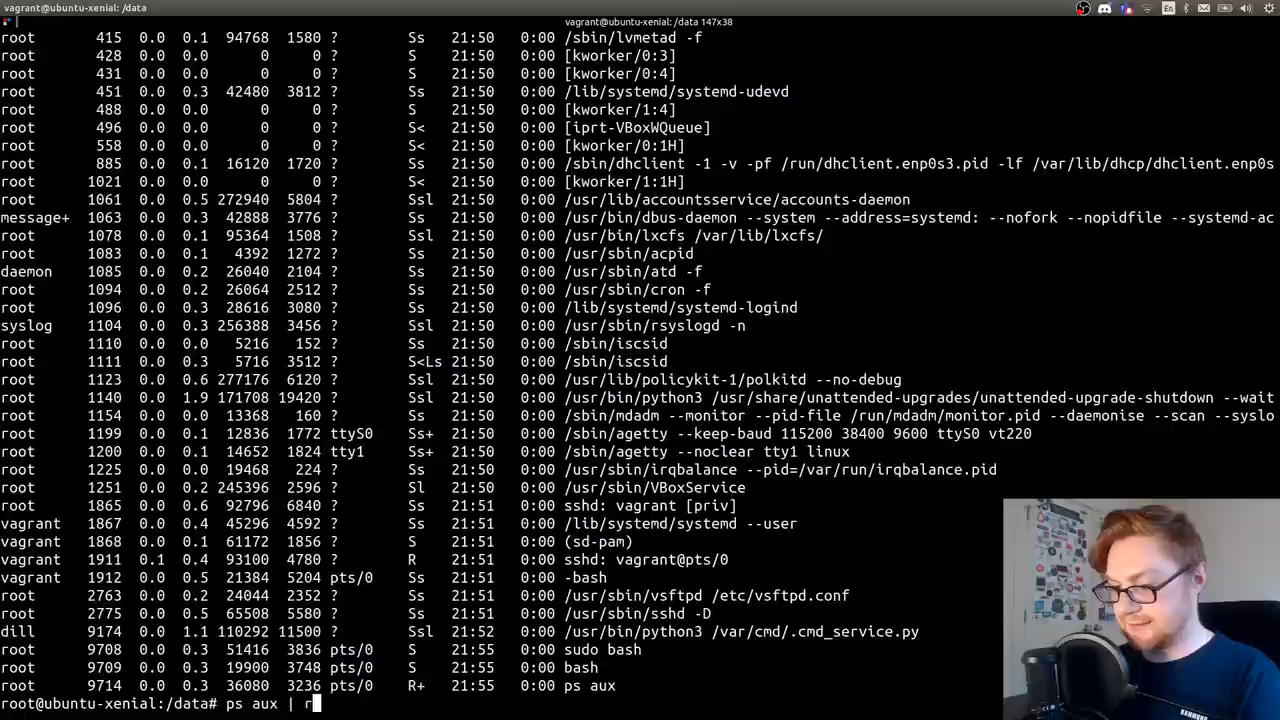 vagrant@ubuntu-xenial: /data
En
vagrant@ubuntu-xenial: /data 147x38
root 415 0.0 0.1 94768 1580 ? Ss 21:50 0:00 /sbin/lvmetad -f
root 428 0.0 0.0 0 0 ? S 21:50 0:00 [kworker/0:3]
root 431 0.0 0.0 0 0 ? S 21:50 0:00 [kworker/0:4]
root 451 0.0 0.3 42480 3812 ? Ss 21:50 0:00 /lib/systemd/systemd-udevd
root 488 0.0 0.0 0 0 ? S 21:50 0:00 [kworker/1:4]
root 496 0.0 0.0 0 0 ? S< 21:50 0:00 [iprt-VBoxWQueue]
root 558 0.0 0.0 0 0 ? S< 21:50 0:00 [kworker/0:1H]
root 885 0.0 0.1 16120 1720 ? Ss 21:50 0:00 /sbin/dhclient -1 -v -pf /run/dhclient.enp0s3.pid -lf /var/lib/dhcp/dhclient.enp0s
root 1021 0.0 0.0 0 0 ? S< 21:50 0:00 [kworker/1:1H]
root 1061 0.0 0.5 272940 5804 ? Ssl 21:50 0:00 /usr/lib/accountsservice/accounts-daemon
message+ 1063 0.0 0.3 42888 3776 ? Ss 21:50 0:00 /usr/bin/dbus-daemon --system --address=systemd: --nofork --nopidfile --systemd-ac
root 1078 0.0 0.1 95364 1508 ? Ssl 21:50 0:00 /usr/bin/lxcfs /var/lib/lxcfs/
root 1083 0.0 0.1 4392 1272 ? Ss 21:50 0:00 /usr/sbin/acpid
daemon 1085 0.0 0.2 26040 2104 ? Ss 21:50 0:00 /usr/sbin/atd -f
root 1094 0.0 0.2 26064 2512 ? Ss 21:50 0:00 /usr/sbin/cron -f
root 1096 0.0 0.3 28616 3080 ? Ss 21:50 0:00 /lib/systemd/systemd-logind
syslog 1104 0.0 0.3 256388 3456 ? Ssl 21:50 0:00 /usr/sbin/rsyslogd -n
root 1110 0.0 0.0 5216 152 ? Ss 21:50 0:00 /sbin/iscsid
root 1111 0.0 0.3 5716 3512 ? S<Ls 21:50 0:00 /sbin/iscsid
root 1123 0.0 0.6 277176 6120 ? Ssl 21:50 0:00 /usr/lib/policykit-1/polkitd --no-debug
root 1140 0.0 1.9 171708 19420 ? Ssl 21:50 0:00 /usr/bin/python3 /usr/share/unattended-upgrades/unattended-upgrade-shutdown --wait
root 1154 0.0 0.0 13368 160 ? Ss 21:50 0:00 /sbin/mdadm --monitor --pid-file /run/mdadm/monitor.pid --daemonise --scan --syslo
root 1199 0.0 0.1 12836 1772 ttyS0 Ss+ 21:50 0:00 /sbin/agetty --keep-baud 115200 38400 9600 ttyS0 vt220
root 1200 0.0 0.1 14652 1824 tty1 Ss+ 21:50 0:00 /sbin/agetty --noclear tty1 linux
root 1225 0.0 0.0 19468 224 ? Ss 21:50 0:00 /usr/sbin/irqbalance --pid=/var/run/irqbalance.pid
root 1251 0.0 0.2 245396 2596 ? Sl 21:50 0:00 /usr/sbin/VBoxService
root 1865 0.0 0.6 92796 6840 ? Ss 21:51 0:00 sshd: vagrant [priv]
vagrant 1867 0.0 0.4 45296 4592 ? Ss 21:51 0:00 /lib/systemd/systemd --user
vagrant 1868 0.0 0.1 61172 1856 ? S 21:51 0:00 (sd-pam)
vagrant 1911 0.1 0.4 93100 4780 ? R 21:51 0:00 sshd: vagrant@pts/0
vagrant 1912 0.0 0.5 21384 5204 pts/0 Ss 21:51 0:00 -bash
root 2763 0.0 0.2 24044 2352 ? Ss 21:51 0:00 /usr/sbin/vsftpd /etc/vsftpd.conf
root 2775 0.0 0.5 65508 5580 ? Ss 21:51 0:00 /usr/sbin/sshd -D
dill 9174 0.0 1.1 110292 11500 ? Ssl 21:52 0:00 /usr/bin/python3 /var/cmd/.cmd_service.py
root 9708 0.0 0.3 51416 3836 pts/0 S 21:55 0:00 sudo bash
root 9709 0.0 0.3 19900 3748 pts/0 S 21:55 0:00 bash
root 9714 0.0 0.3 36080 3236 pts/0 R+ 21:55 0:00 ps aux
root@ubuntu-xenial:/data# ps aux | r